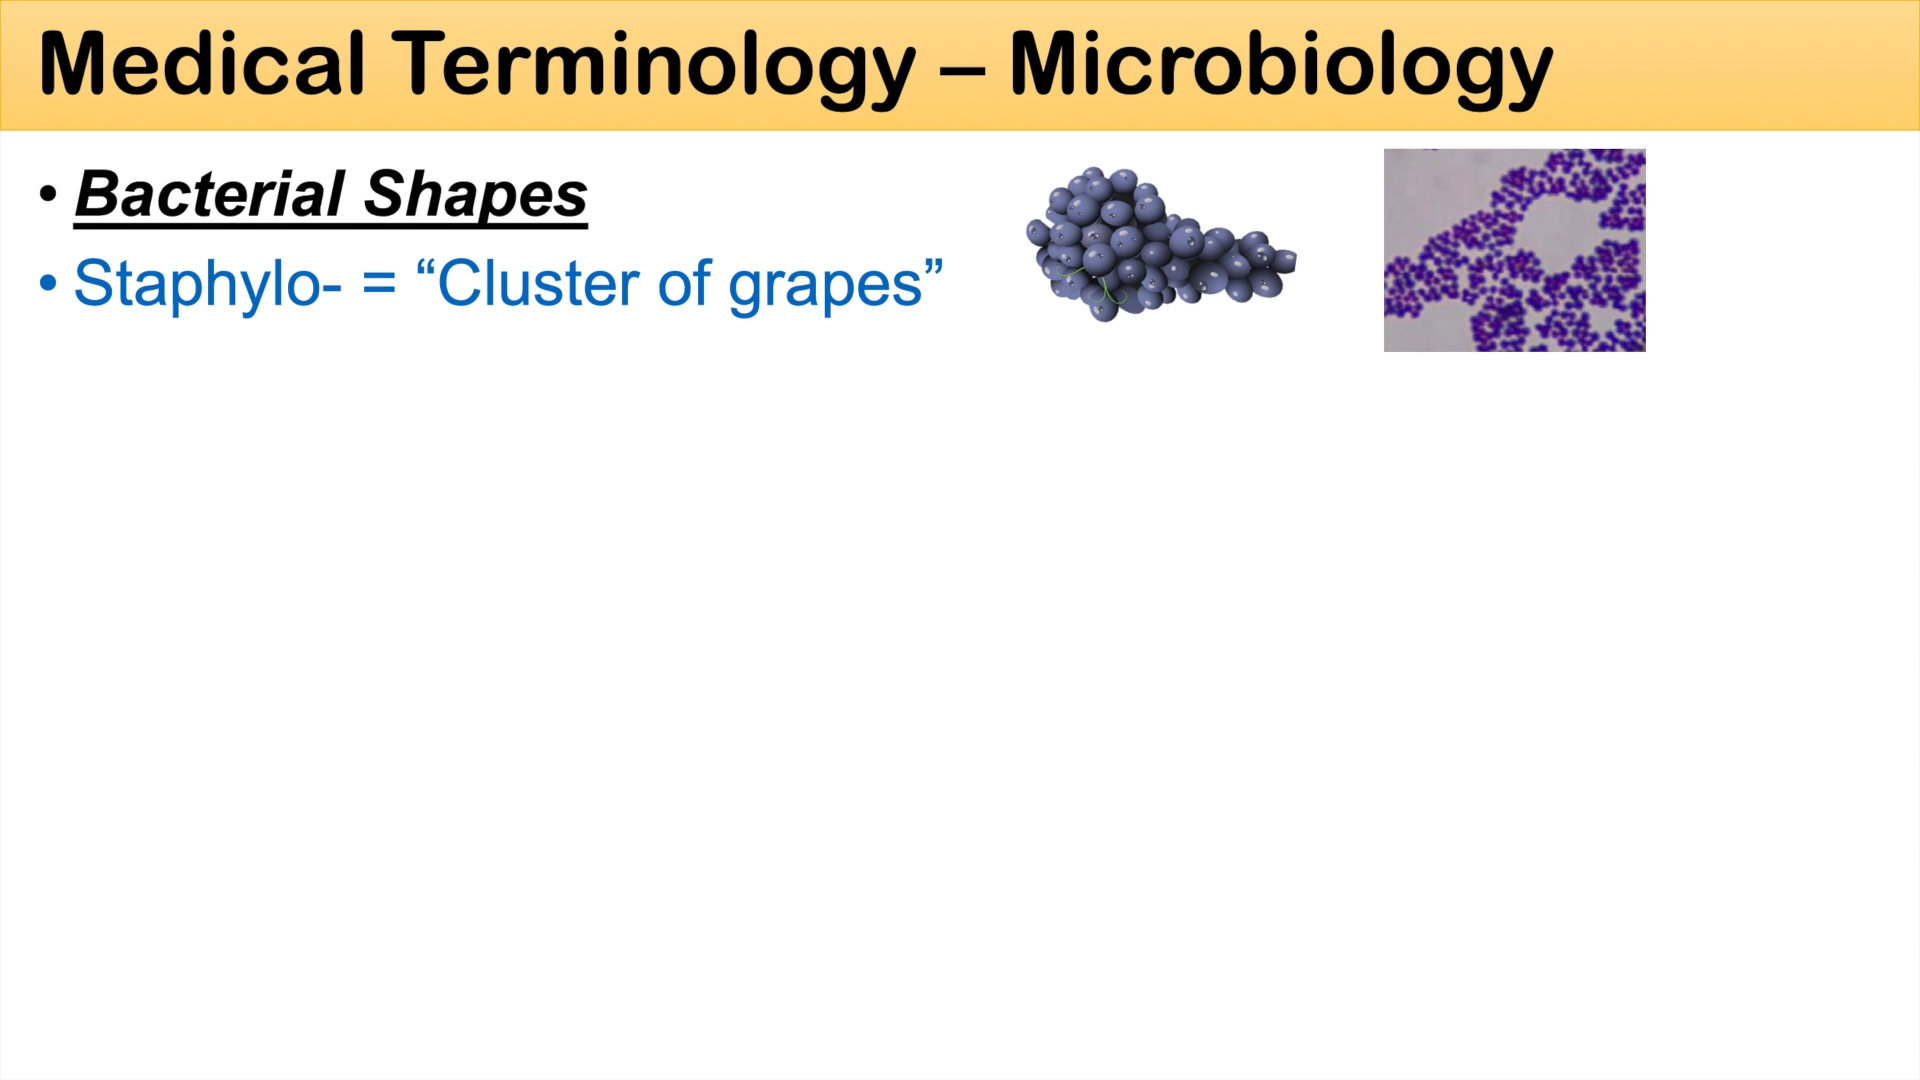 Medical Terminology – Microbiology
• Bacterial Shapes
• Staphylo- = “Cluster of grapes”